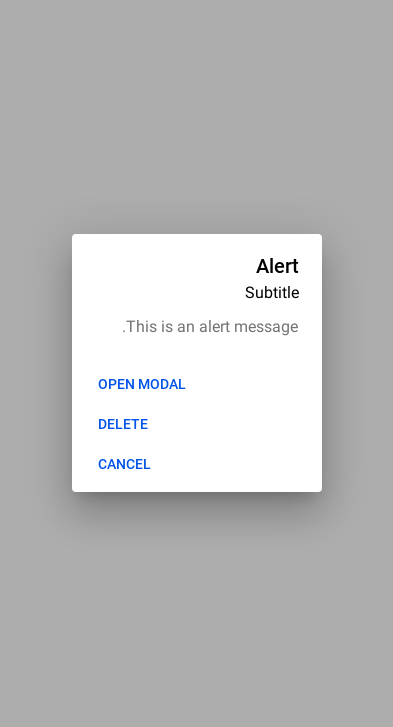 Alert
Subtitle
.This is an alert message
OPEN MODAL
DELETE
CANCEL